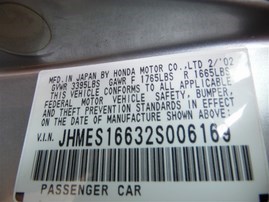 MFD. IN JAPAN BY HONDA MOTOR CO., LTD 2/'02
GVWR 3395LBS GAWR F 1765LBS R 1665LBS
THIS VEHICLE CONFORMS TO ALL APPLICABLE
FEDERAL MOTOR VEHICLE SAFETY, BUMPER,
AND THEFT PREVENTION STANDARDS IN
EFFECT ON THE DATE OF MANUFACTURE
SHOWN ABOVE.
V.I.N. JHMES16632S006169
PASSENGER CAR